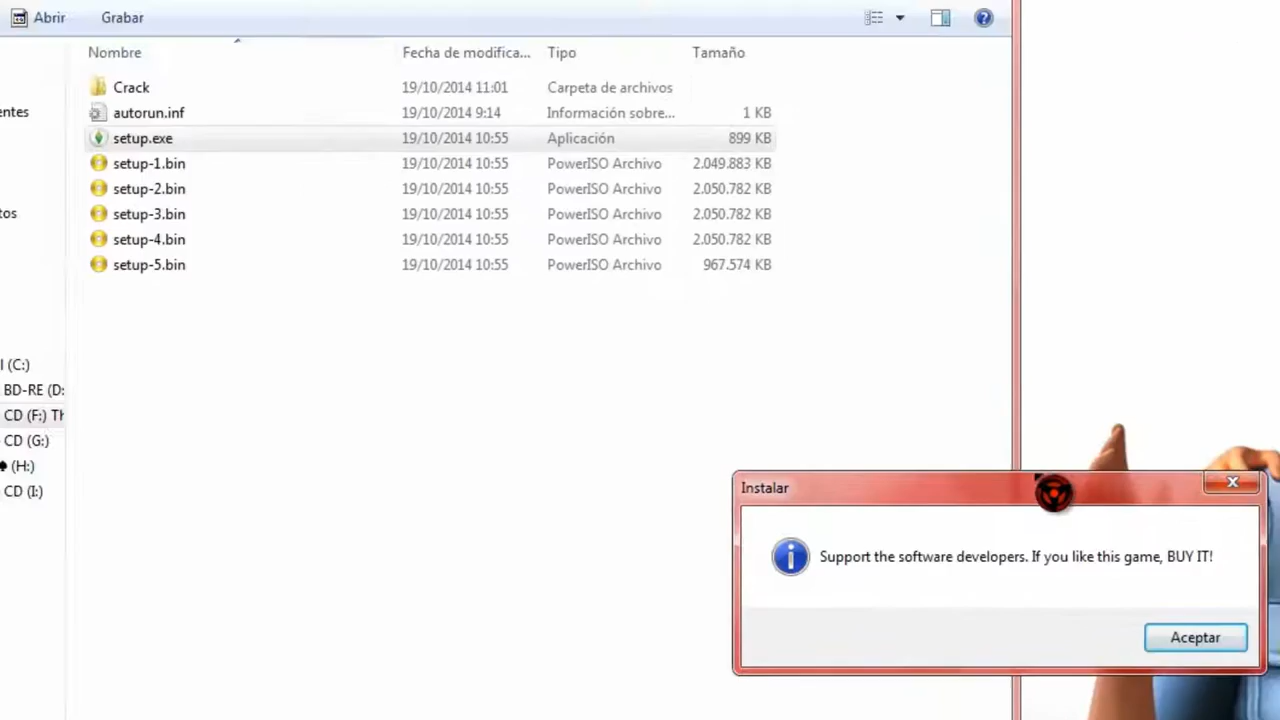 Abrir Grabar
Nombre Fecha de modifica... Tipo Tamaño
Crack 19/10/2014 11:01 Carpeta de archivos
entes autorun.inf 19/10/2014 9:14 Información sobre... 1 KB
setup.exe 19/10/2014 10:55 Aplicación 899 KB
setup-1.bin 19/10/2014 10:55 PowerISO Archivo 2.049.883 KB
setup-2.bin 19/10/2014 10:55 PowerISO Archivo 2.050.782 KB
tos setup-3.bin 19/10/2014 10:55 PowerISO Archivo 2.050.782 KB
setup-4.bin 19/10/2014 10:55 PowerISO Archivo 2.050.782 KB
setup-5.bin 19/10/2014 10:55 PowerISO Archivo 967.574 KB
l (C:)
BD-RE (D:
CD (F:) Th
CD (G:)
♠ (H:)
CD (I:)
Instalar
Support the software developers. If you like this game, BUY IT!
Aceptar